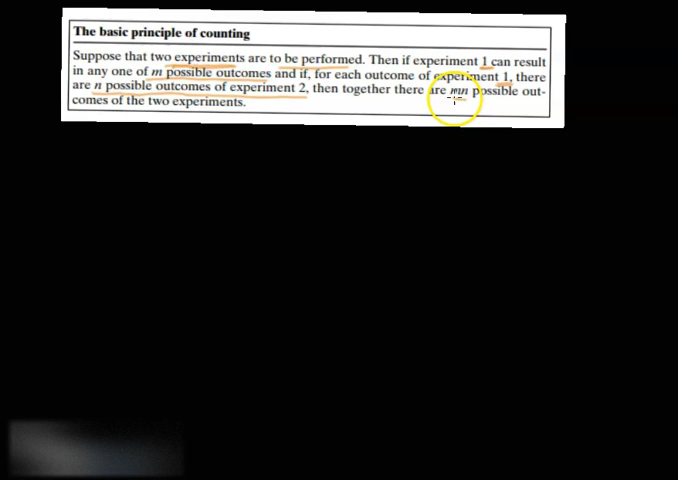 The basic principle of counting
Suppose that two experiments are to be performed. Then if experiment 1 can result
in any one of m possible outcomes and if, for each outcome of experiment 1, there
are n possible outcomes of experiment 2, then together there are mn possible out-
comes of the two experiments.